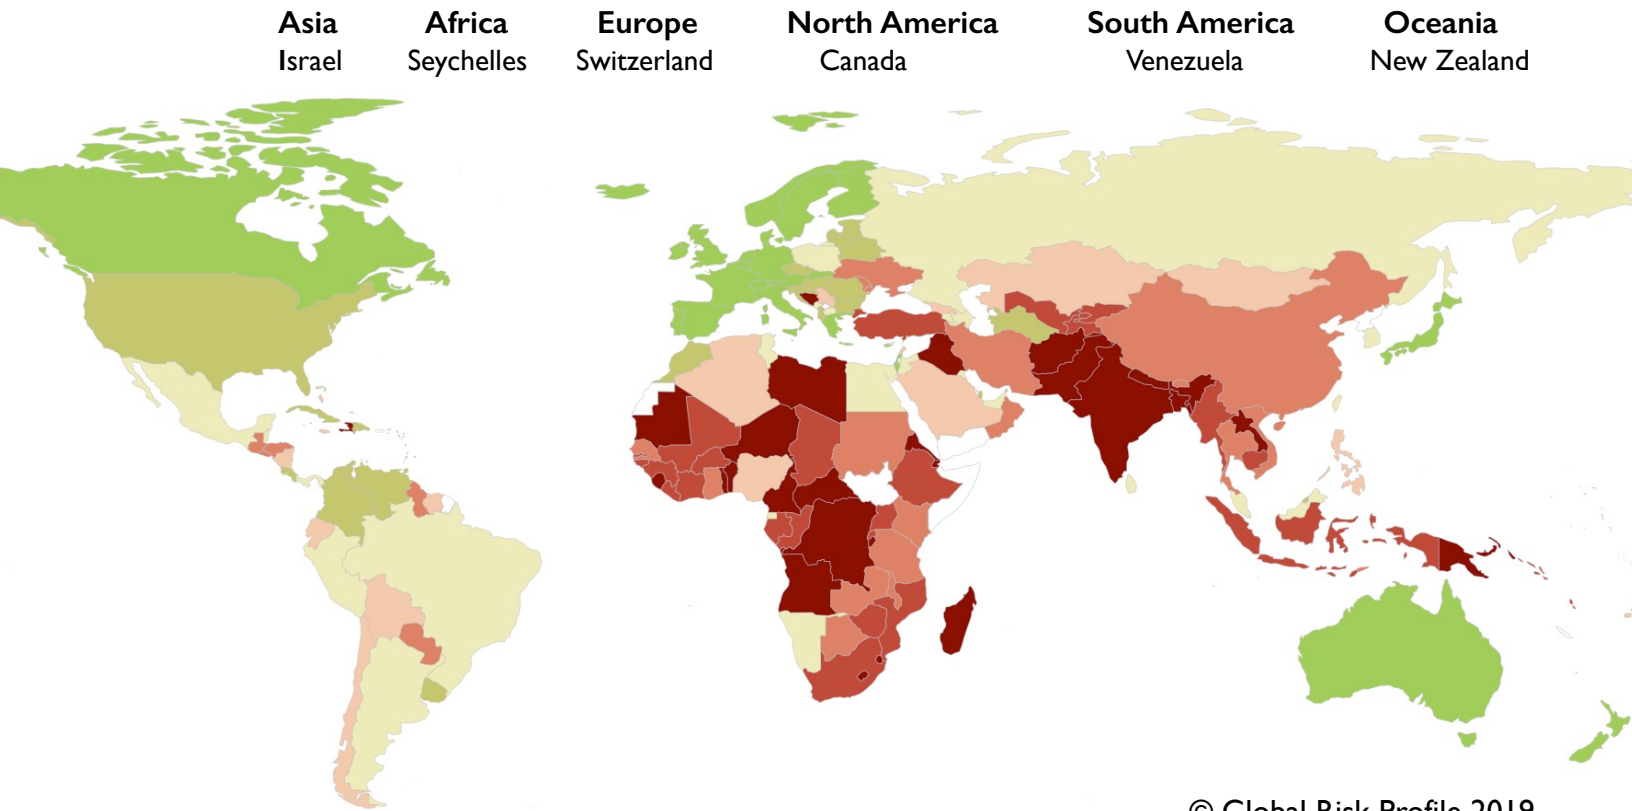 Asia Africa Europe North America South America Oceania
Israel Seychelles Switzerland Canada Venezuela New Zealand
© Global Risk Profile 2019